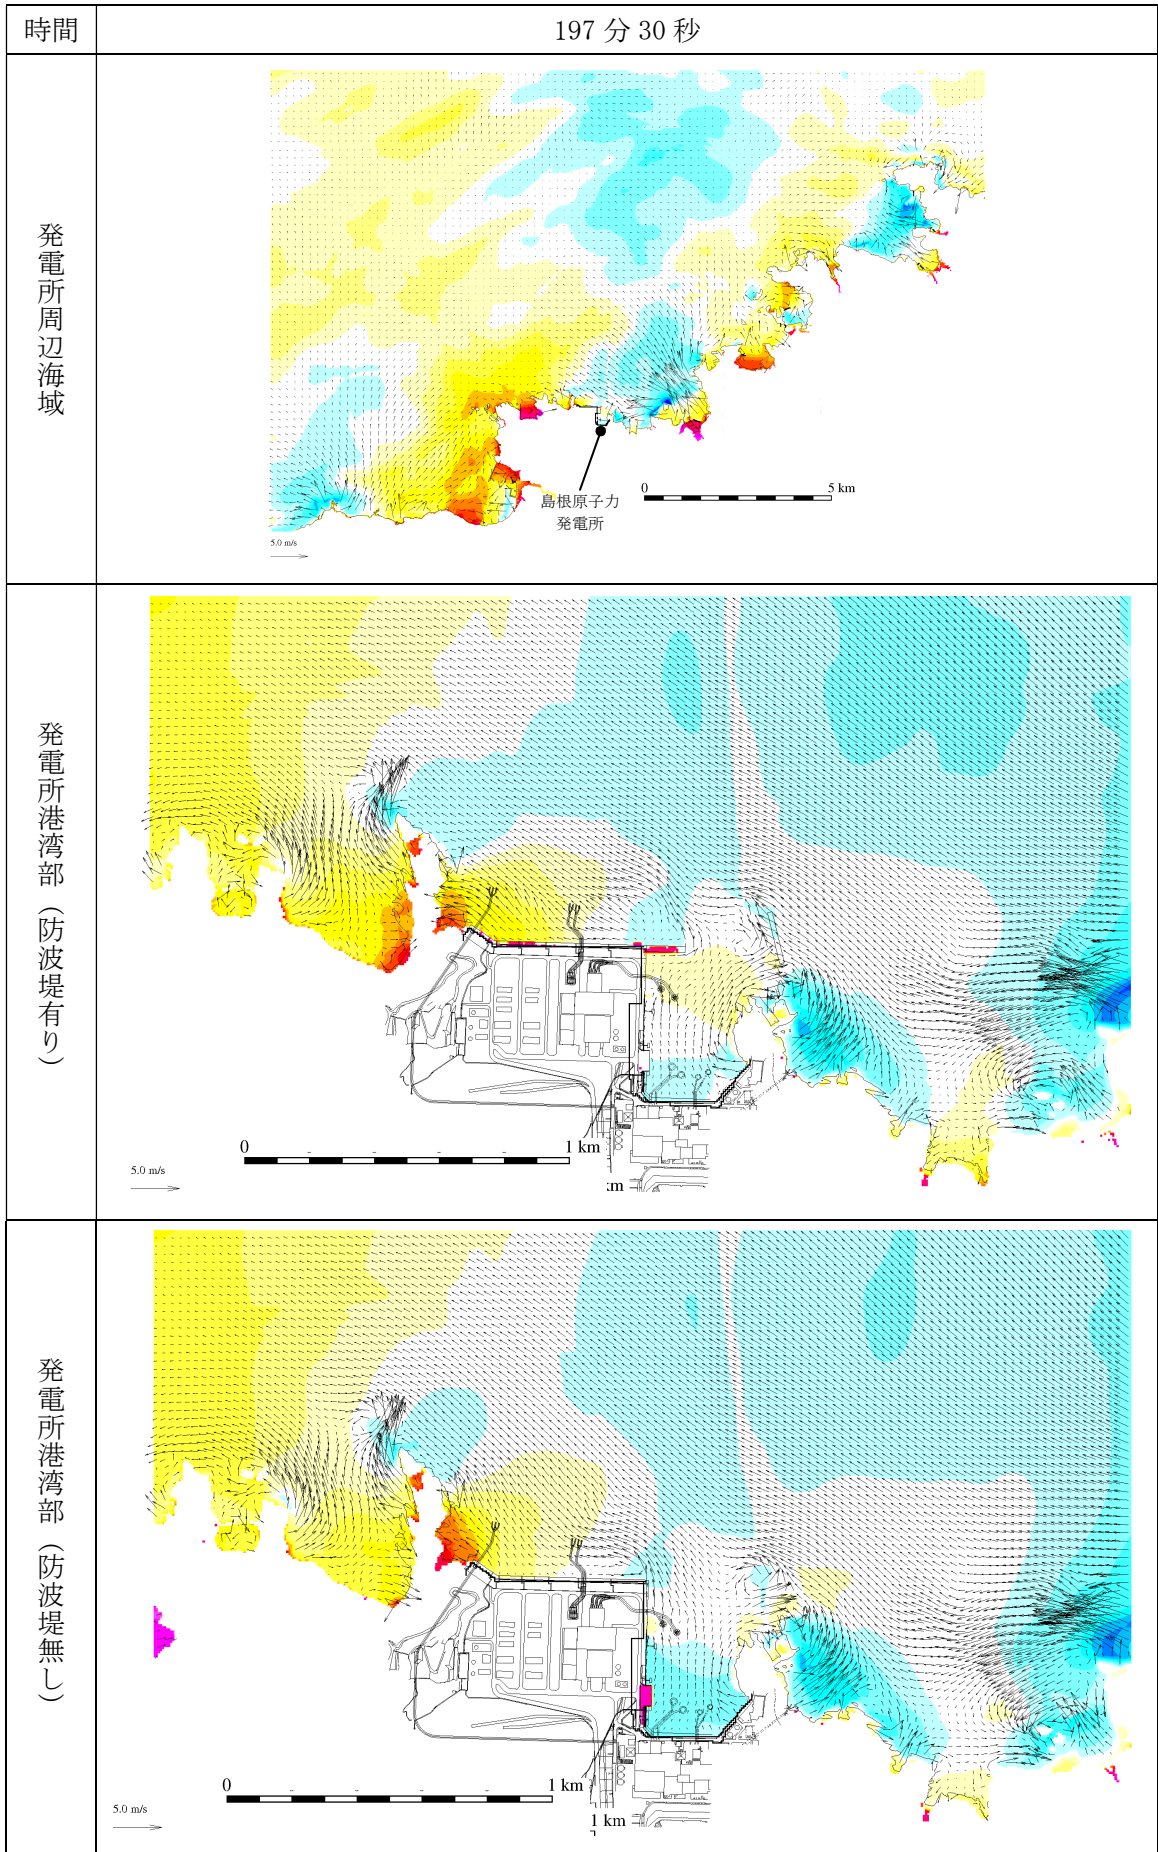 時間
197 分 30 秒
発電所周辺海域
島根原子力
発電所
0
5 km
5.0 m/s
発電所港湾部（防波堤有り）
0
1 km
5.0 m/s
km
発電所港湾部（防波堤無し）
0
1 km
5.0 m/s
1 km